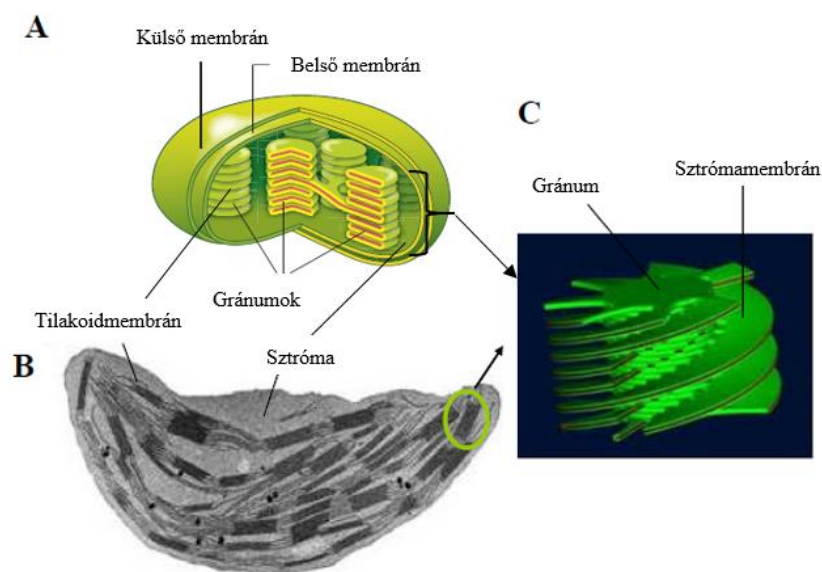 A
Külső membrán
Belső membrán
C
Sztrómamembrán
Gránum
Gránumok
Tilakoidmembrán
Sztróma
B